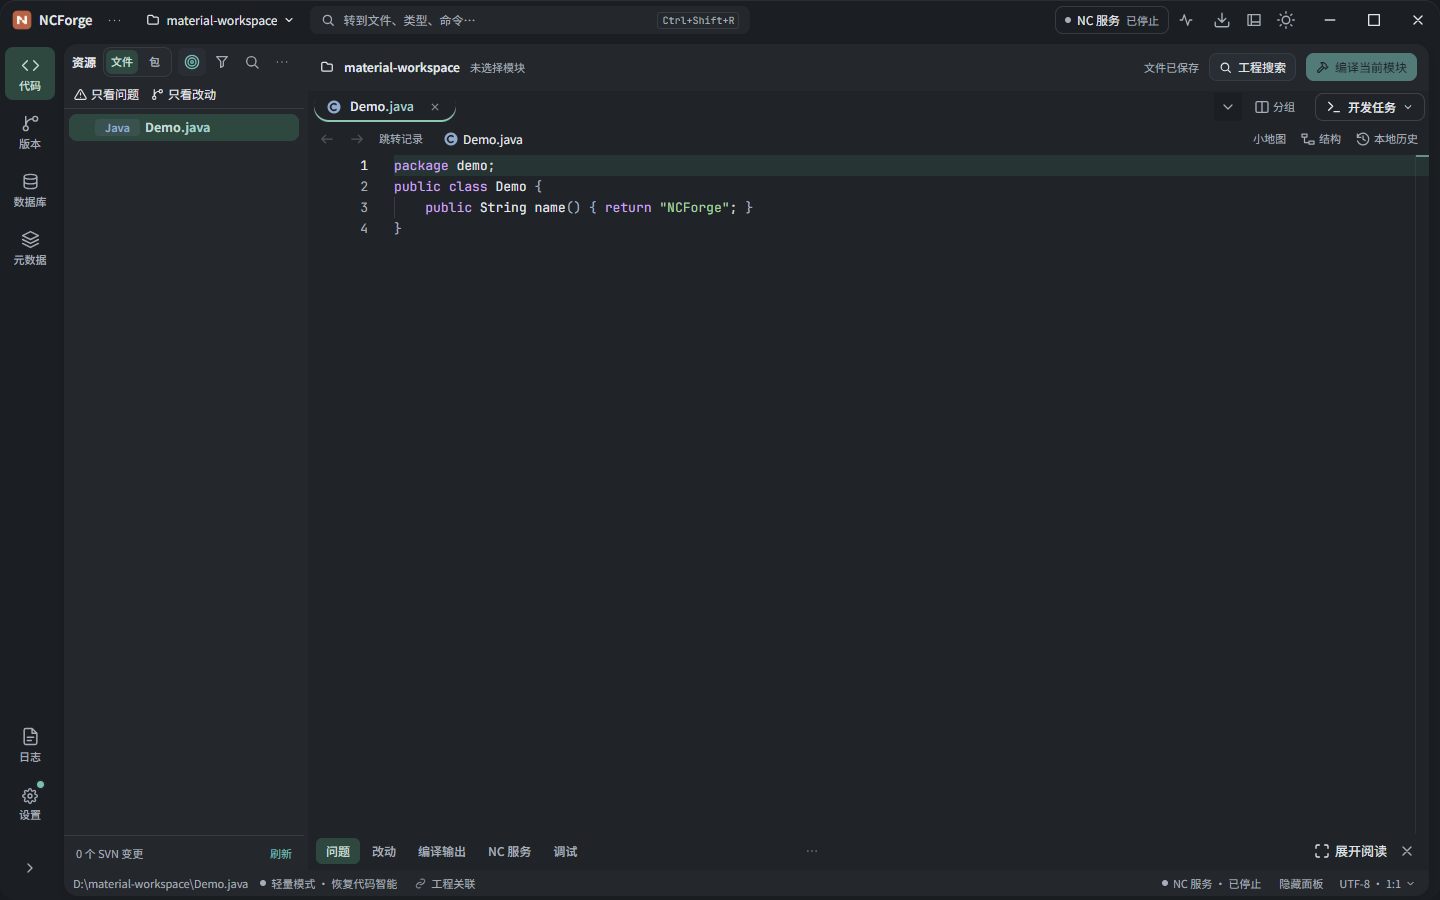 NCForge ··· material-workspace 转到文件、类型、命令… Ctrl+Shift+R NC 服务 已停止
代码
版本
数据库
元数据
日志
设置
资源 文件 包 ···
只看问题 只看改动
Java Demo.java
0 个 SVN 变更 刷新
material-workspace 未选择模块 文件已保存 工程搜索 编译当前模块
Demo.java 分组 开发任务
跳转记录 Demo.java 小地图 结构 本地历史
1 package demo;
2 public class Demo {
3     public String name() { return "NCForge"; }
4 }
问题 改动 编译输出 NC 服务 调试 ··· 展开阅读
D:\material-workspace\Demo.java 轻量模式 · 恢复代码智能 工程关联 NC 服务 · 已停止 隐藏面板 UTF-8 · 1:1